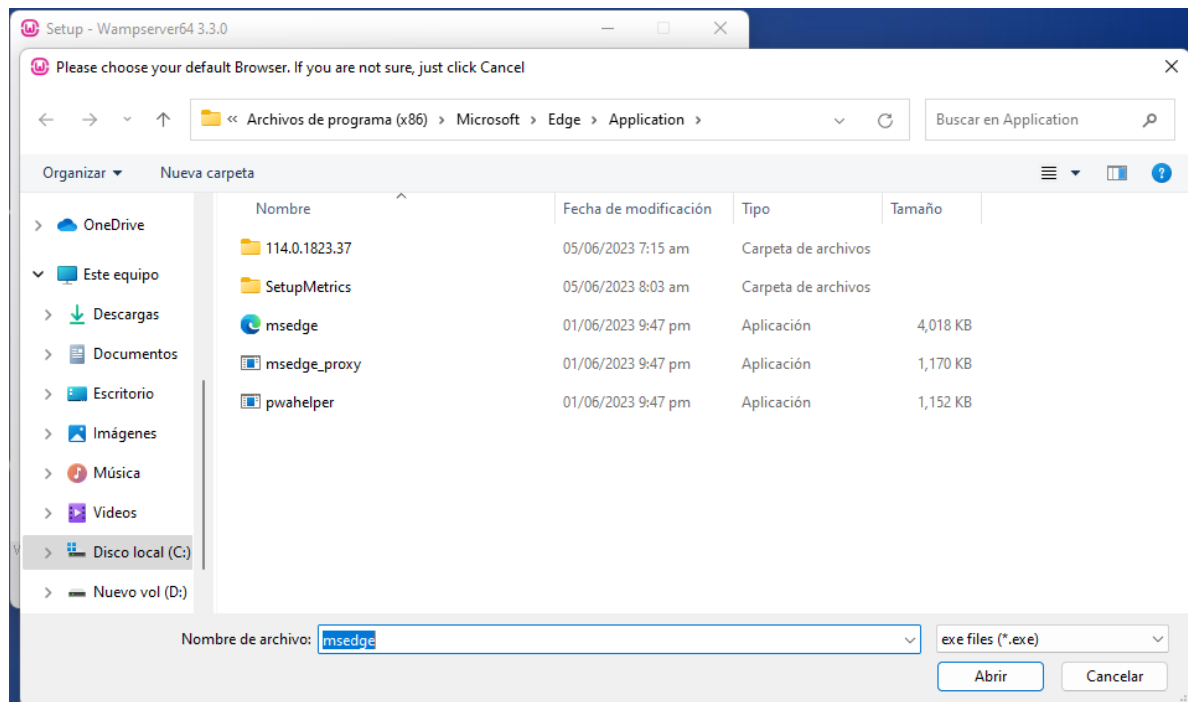 Setup - Wampserver64 3.3.0
Please choose your default Browser. If you are not sure, just click Cancel
« Archivos de programa (x86) > Microsoft > Edge > Application >
Buscar en Application
Organizar Nueva carpeta
Nombre Fecha de modificación Tipo Tamaño
OneDrive
114.0.1823.37 05/06/2023 7:15 am Carpeta de archivos
Este equipo
SetupMetrics 05/06/2023 8:03 am Carpeta de archivos
Descargas
msedge 01/06/2023 9:47 pm Aplicación 4,018 KB
Documentos
msedge_proxy 01/06/2023 9:47 pm Aplicación 1,170 KB
Escritorio
pwahelper 01/06/2023 9:47 pm Aplicación 1,152 KB
Imágenes
Música
Videos
Disco local (C:)
Nuevo vol (D:)
Nombre de archivo: msedge exe files (*.exe)
Abrir Cancelar